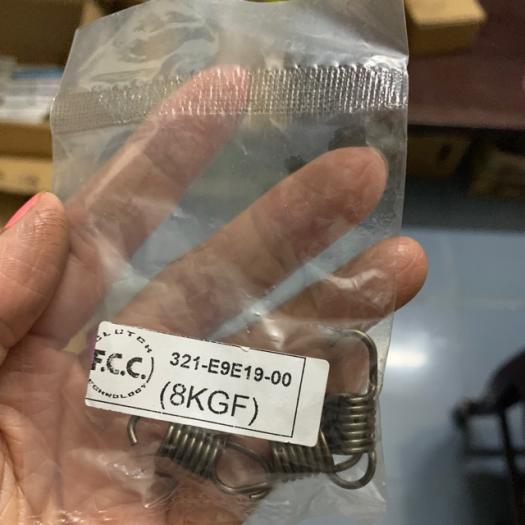 CLUTCH
F.C.C.
TECHNOLOGY
321-E9E19-00
(8KGF)